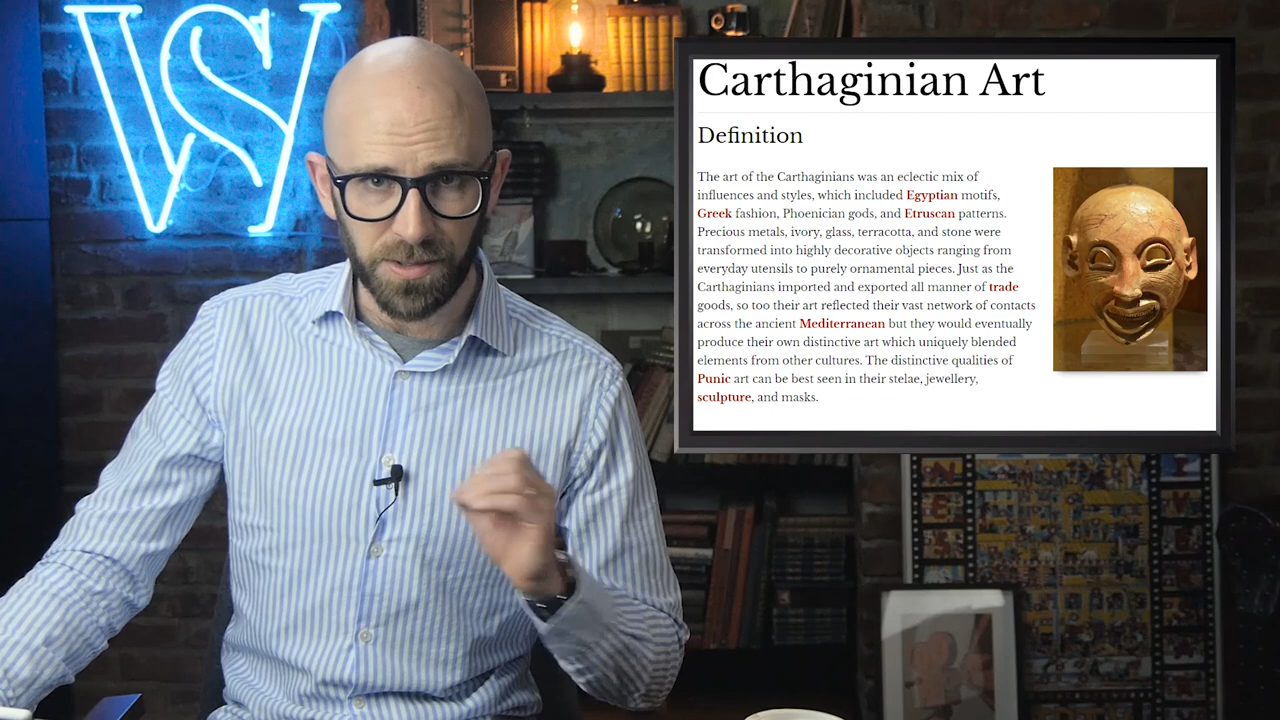 VS
Carthaginian Art
Definition
The art of the Carthaginians was an eclectic mix of
influences and styles, which included Egyptian motifs,
Greek fashion, Phoenician gods, and Etruscan patterns.
Precious metals, ivory, glass, terracotta, and stone were
transformed into highly decorative objects ranging from
everyday utensils to purely ornamental pieces. Just as the
Carthaginians imported and exported all manner of trade
goods, so too their art reflected their vast network of contacts
across the ancient Mediterranean but they would eventually
produce their own distinctive art which uniquely blended
elements from other cultures. The distinctive qualities of
Punic art can be best seen in their stelae, jewellery,
sculpture, and masks.